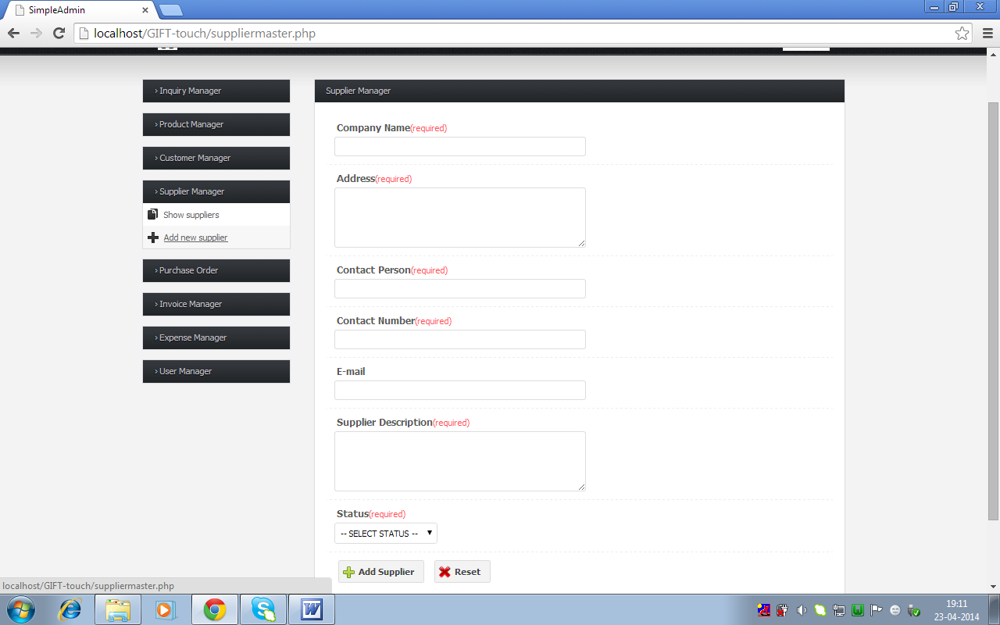 SimpleAdmin
localhost/GIFT-touch/suppliermaster.php
› Inquiry Manager
› Product Manager
› Customer Manager
› Supplier Manager
Show suppliers
Add new supplier
› Purchase Order
› Invoice Manager
› Expense Manager
› User Manager
Supplier Manager
Company Name(required)
Address(required)
Contact Person(required)
Contact Number(required)
E-mail
Supplier Description(required)
Status(required)
-- SELECT STATUS --
Add Supplier Reset
localhost/GIFT-touch/suppliermaster.php
19:11
23-04-2014